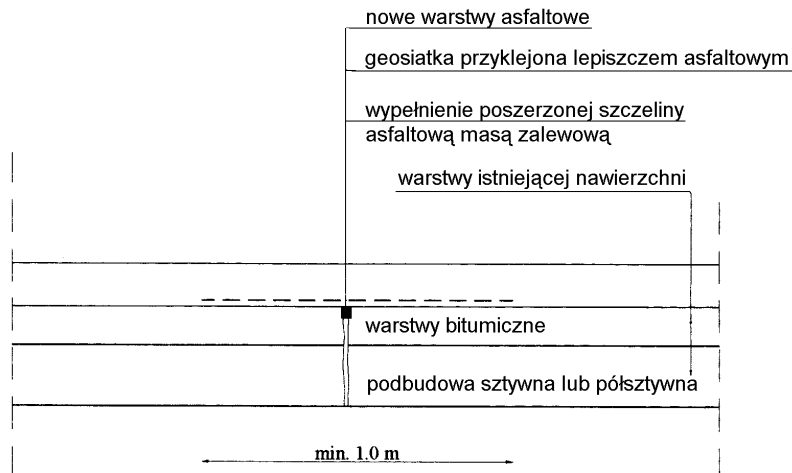 nowe warstwy asfaltowe
geosiatka przyklejona lepiszczem asfaltowym
wypełnienie poszerzonej szczeliny
asfaltową masą zalewową
warstwy istniejącej nawierzchni
warstwy bitumiczne
podbudowa sztywna lub półsztywna
min. 1.0 m